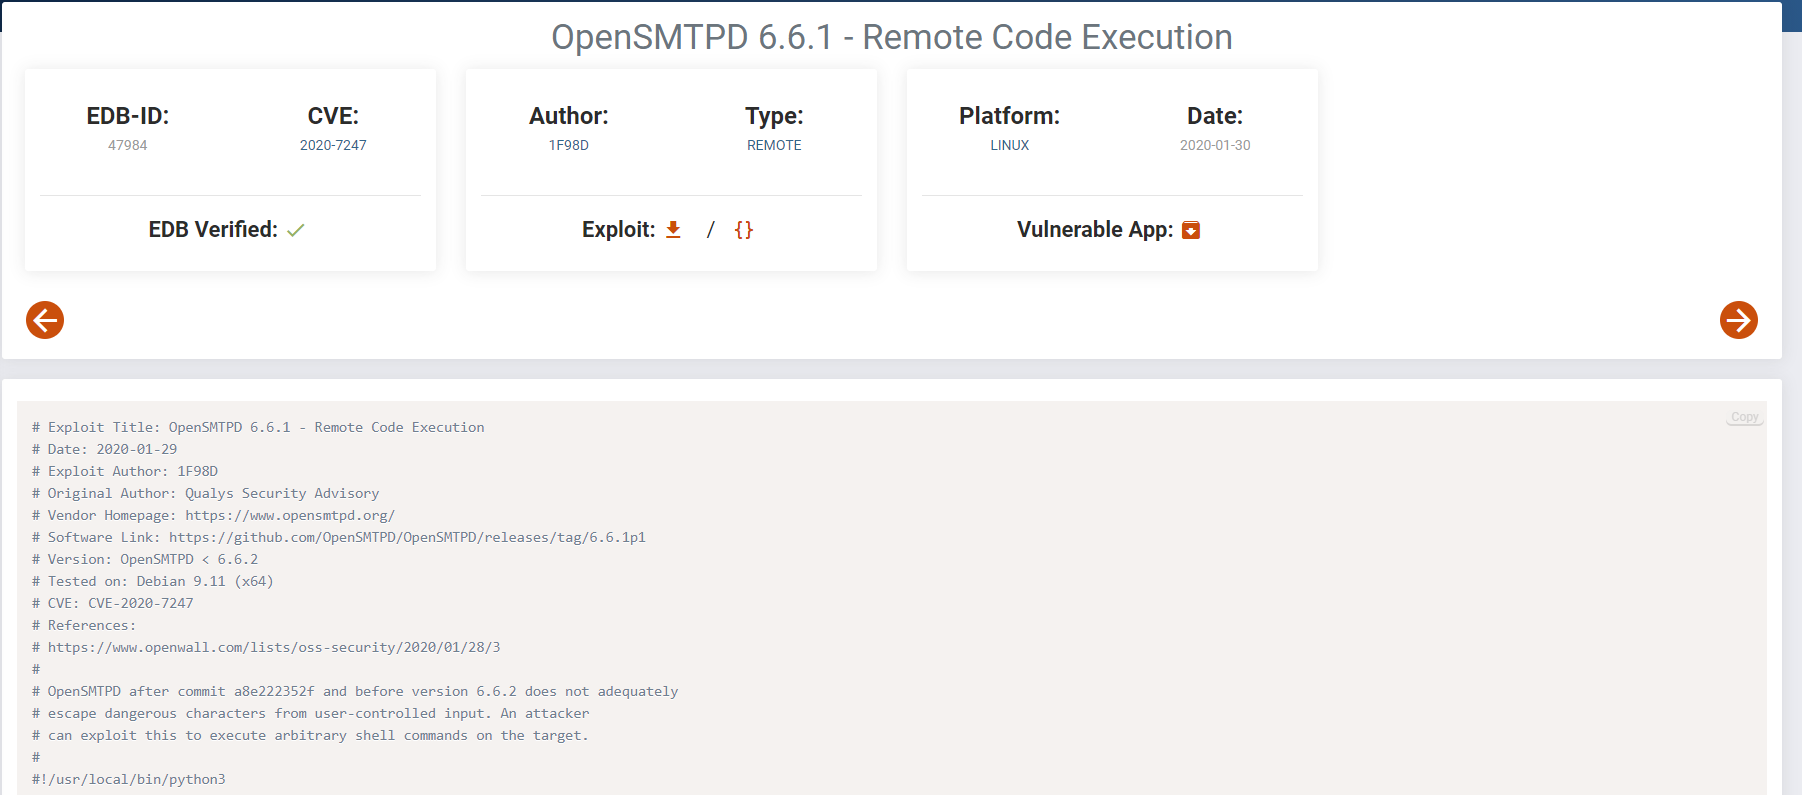 OpenSMTPD 6.6.1 - Remote Code Execution
EDB-ID:
47984
CVE:
2020-7247
EDB Verified:
Author:
1F98D
Type:
REMOTE
Exploit: / {}
Platform:
LINUX
Date:
2020-01-30
Vulnerable App:
Copy
# Exploit Title: OpenSMTPD 6.6.1 - Remote Code Execution
# Date: 2020-01-29
# Exploit Author: 1F98D
# Original Author: Qualys Security Advisory
# Vendor Homepage: https://www.opensmtpd.org/
# Software Link: https://github.com/OpenSMTPD/OpenSMTPD/releases/tag/6.6.1p1
# Version: OpenSMTPD < 6.6.2
# Tested on: Debian 9.11 (x64)
# CVE: CVE-2020-7247
# References:
# https://www.openwall.com/lists/oss-security/2020/01/28/3
#
# OpenSMTPD after commit a8e222352f and before version 6.6.2 does not adequately
# escape dangerous characters from user-controlled input. An attacker
# can exploit this to execute arbitrary shell commands on the target.
#
#!/usr/local/bin/python3